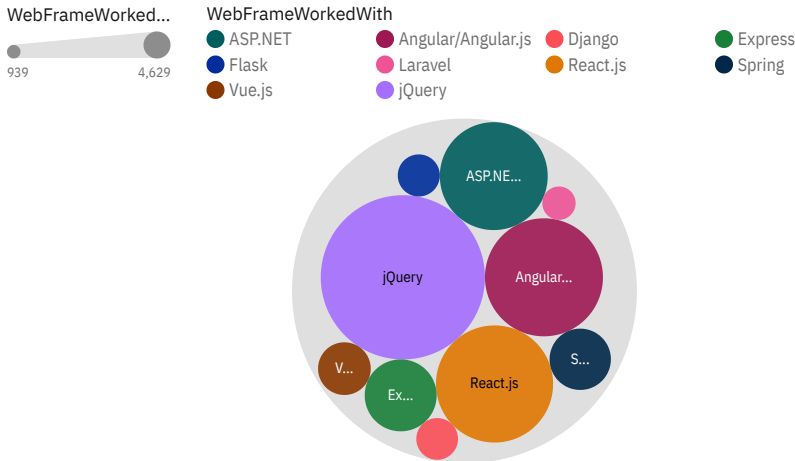 WebFrameWorked...
939
4,629
WebFrameWorkedWith
ASP.NET
Angular/Angular.js
Django
Express
Flask
Laravel
React.js
Spring
Vue.js
jQuery
ASP.NE...
jQuery
Angular...
S...
V...
React.js
Ex...